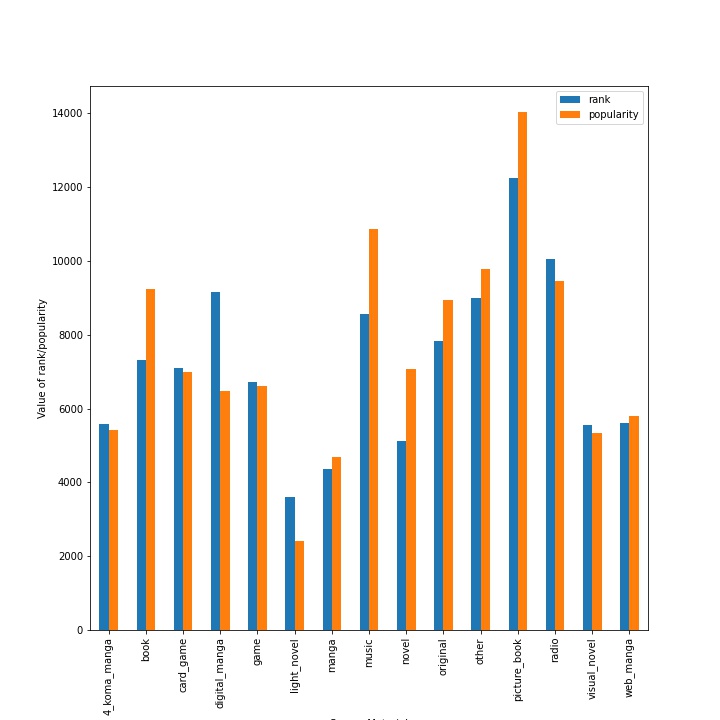 rank
popularity
14000
12000
10000
8000
6000
4000
2000
0
Value of rank/popularity
4_koma_manga
book
card_game
digital_manga
game
light_novel
manga
music
novel
original
other
picture_book
radio
visual_novel
web_manga